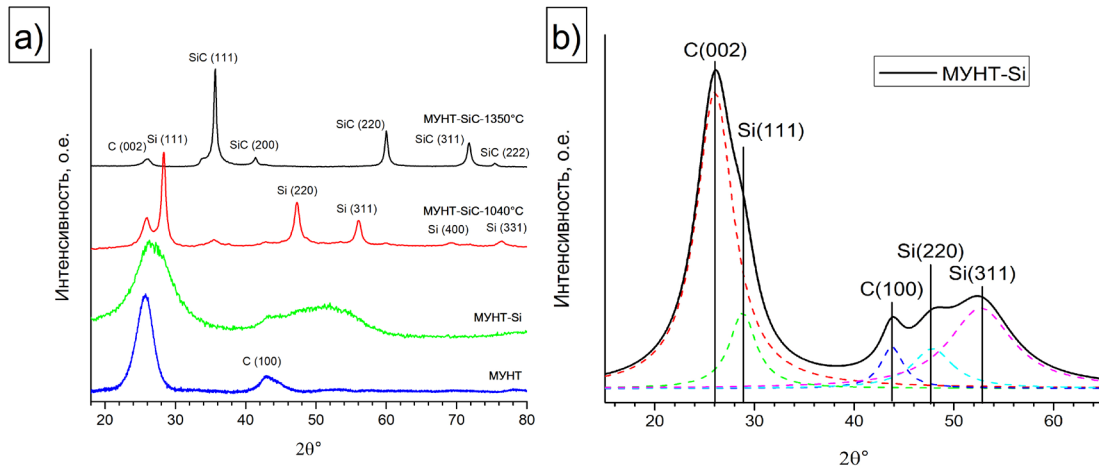 a)
Интенсивность, о.е.
SiC (111)
МУНТ-SiC-1350°C
C (002)
Si (111)
SiC (200)
SiC (220)
SiC (311)
SiC (222)
МУНТ-SiC-1040°C
Si (220)
Si (311)
Si (400)
Si (331)
МУНТ-Si
C (100)
МУНТ
20 30 40 50 60 70 80
2θ°
b)
Интенсивность, о.е.
C(002)
МУНТ-Si
Si(111)
Si(220)
C(100)
Si(311)
20 30 40 50 60
2θ°